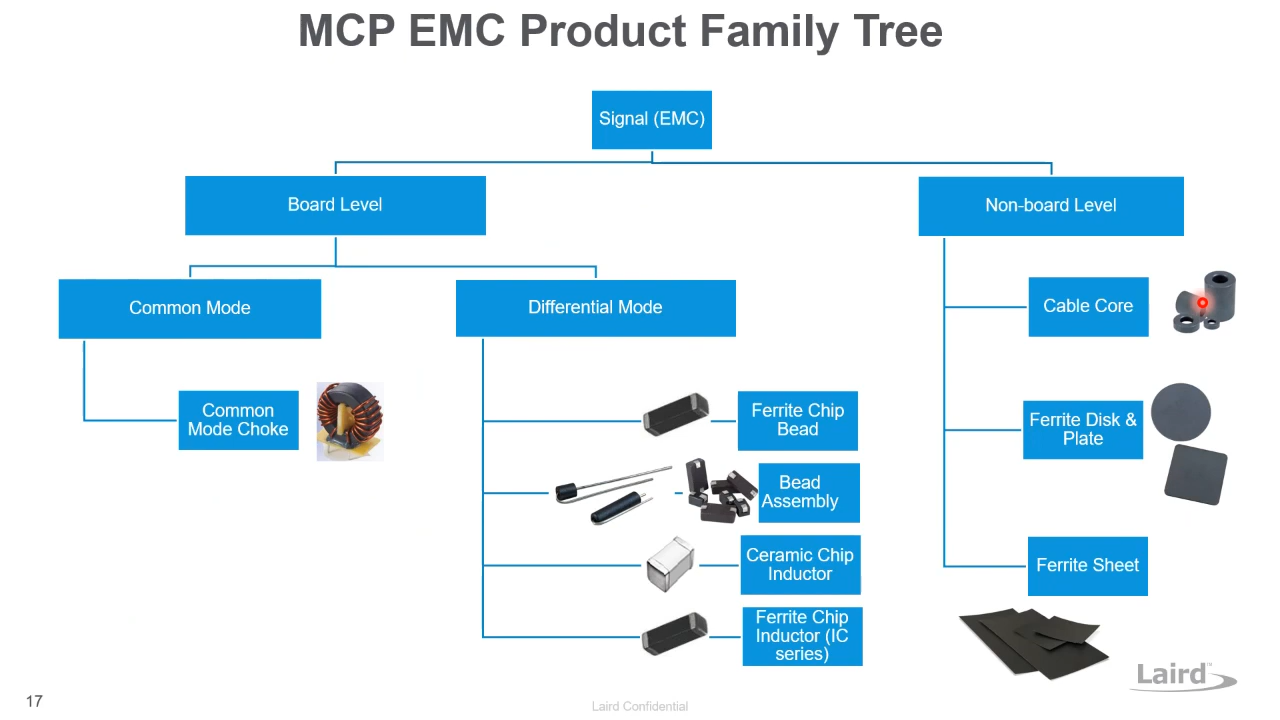 MCP EMC Product Family Tree
Signal (EMC)
Board Level
Non-board Level
Common Mode
Differential Mode
Cable Core
Common
Mode Choke
Ferrite Chip
Bead
Ferrite Disk &
Plate
Bead
Assembly
Ceramic Chip
Inductor
Ferrite Sheet
Ferrite Chip
Inductor (IC
series)
Laird™
17
Laird Confidential